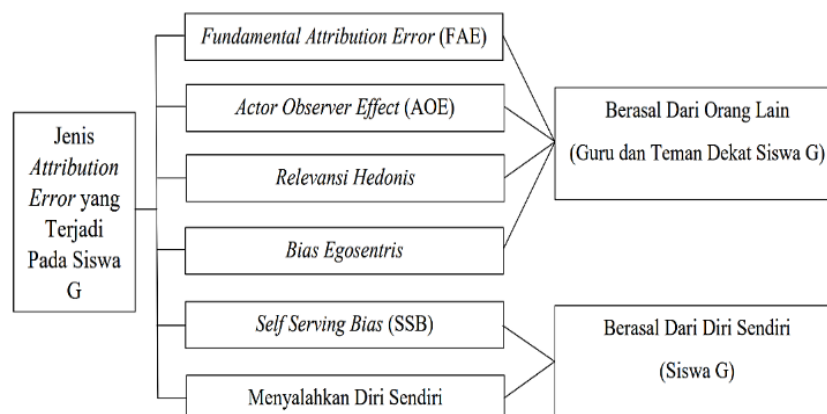 Jenis
Attribution
Error yang
Terjadi
Pada Siswa
G
Fundamental Attribution Error (FAE)
Actor Observer Effect (AOE)
Relevansi Hedonis
Bias Egosentris
Self Serving Bias (SSB)
Menyalahkan Diri Sendiri
Berasal Dari Orang Lain
(Guru dan Teman Dekat Siswa G)
Berasal Dari Diri Sendiri
(Siswa G)